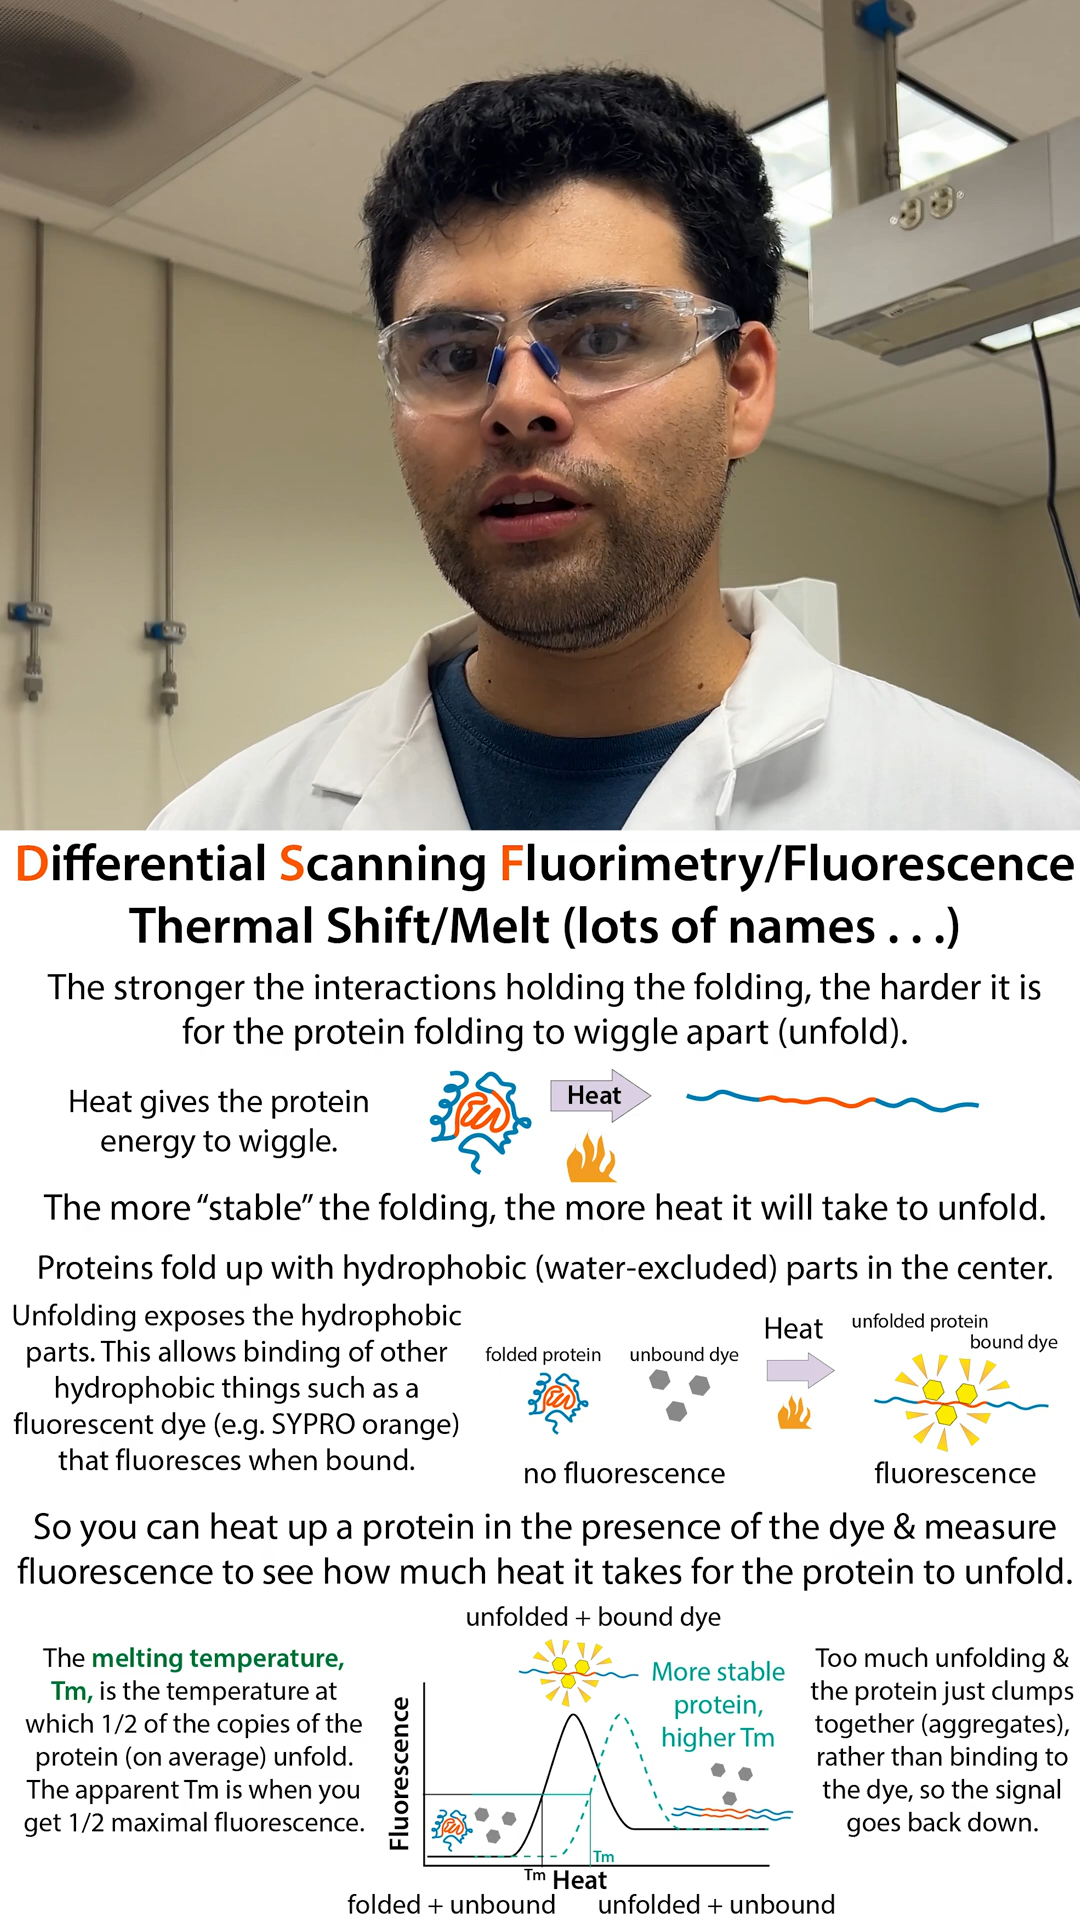 Differential Scanning Fluorimetry/Fluorescence
Thermal Shift/Melt (lots of names . . .)
The stronger the interactions holding the folding, the harder it is
for the protein folding to wiggle apart (unfold).
Heat gives the protein
energy to wiggle.
Heat
The more “stable” the folding, the more heat it will take to unfold.
Proteins fold up with hydrophobic (water-excluded) parts in the center.
Unfolding exposes the hydrophobic
parts. This allows binding of other
hydrophobic things such as a
fluorescent dye (e.g. SYPRO orange)
that fluoresces when bound.
folded protein
unbound dye
no fluorescence
Heat
unfolded protein
bound dye
fluorescence
So you can heat up a protein in the presence of the dye & measure
fluorescence to see how much heat it takes for the protein to unfold.
The melting temperature,
Tm, is the temperature at
which 1/2 of the copies of the
protein (on average) unfold.
The apparent Tm is when you
get 1/2 maximal fluorescence.
unfolded + bound dye
More stable
protein,
higher Tm
Fluorescence
Tm
Tm
Heat
folded + unbound
unfolded + unbound
Too much unfolding &
the protein just clumps
together (aggregates),
rather than binding to
the dye, so the signal
goes back down.